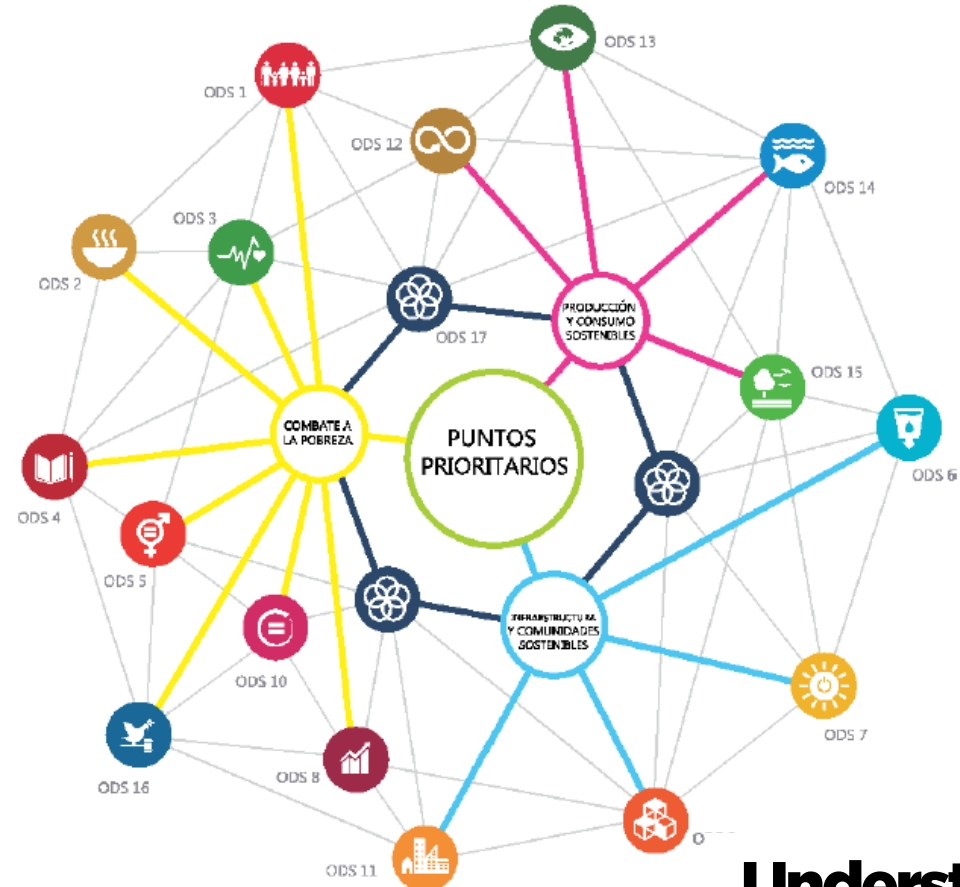 ODS 13
ODS 1
ODS 12
ODS 14
ODS 3
ODS 2
PRODUCCIÓN
Y CONSUMO
SOSTENIBLES
ODS 17
ODS 15
COMBATE A
LA POBREZA
PUNTOS
PRIORITARIOS
ODS 6
ODS 4
ODS 5
INFRAESTRUCTURA
Y COMUNIDADES
SOSTENIBLES
ODS 10
ODS 7
ODS 8
ODS 16
O
ODS 11
Underst